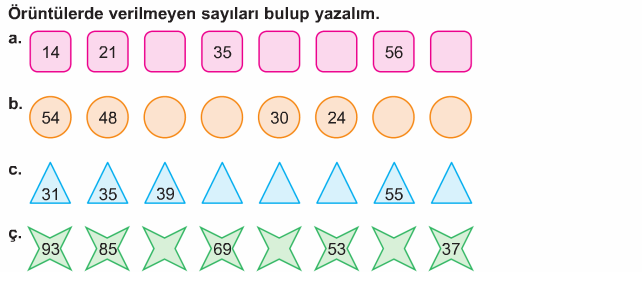 Örüntülerde verilmeyen sayıları bulup yazalım.
a. 14 21 35 56
b. 54 48 30 24
c. 31 35 39 55
ç. 93 85 69 53 37